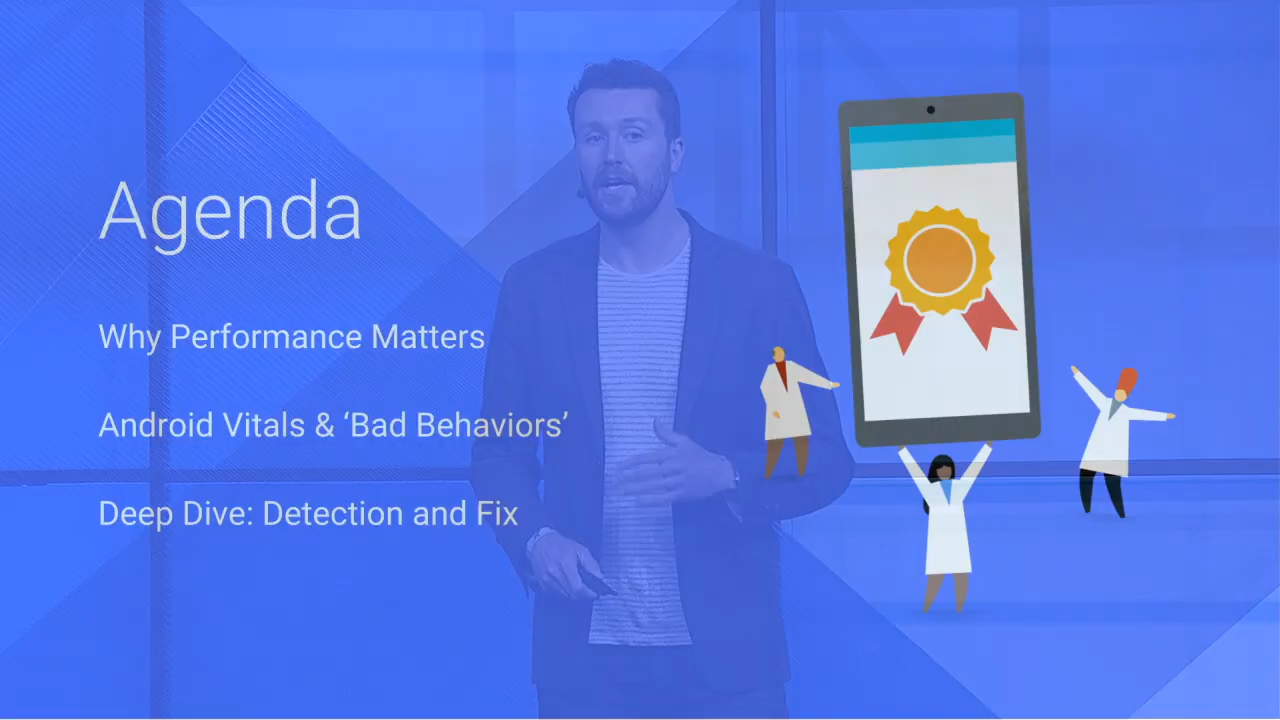 Agenda
Why Performance Matters
Android Vitals & ‘Bad Behaviors’
Deep Dive: Detection and Fix